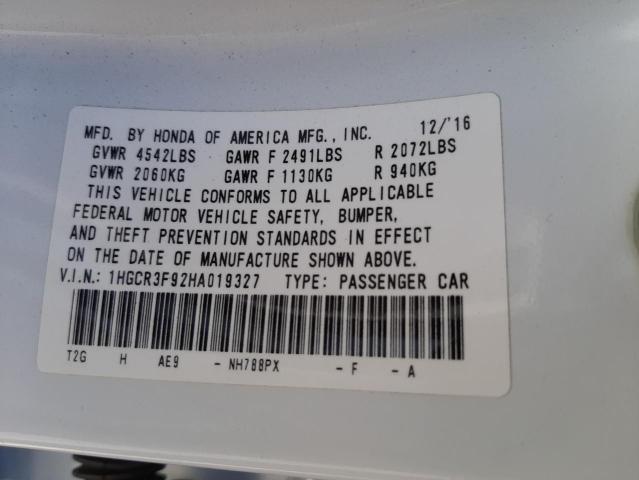 MFD. BY HONDA OF AMERICA MFG., INC. 12/'16
GVWR 4542LBS GAWR F 2491LBS R 2072LBS
GVWR 2060KG GAWR F 1130KG R 940KG
THIS VEHICLE CONFORMS TO ALL APPLICABLE
FEDERAL MOTOR VEHICLE SAFETY, BUMPER,
AND THEFT PREVENTION STANDARDS IN EFFECT
ON THE DATE OF MANUFACTURE SHOWN ABOVE.
V.I.N.: 1HGCR3F92HA019327 TYPE: PASSENGER CAR
T2G H AE9 - NH788PX - F - A